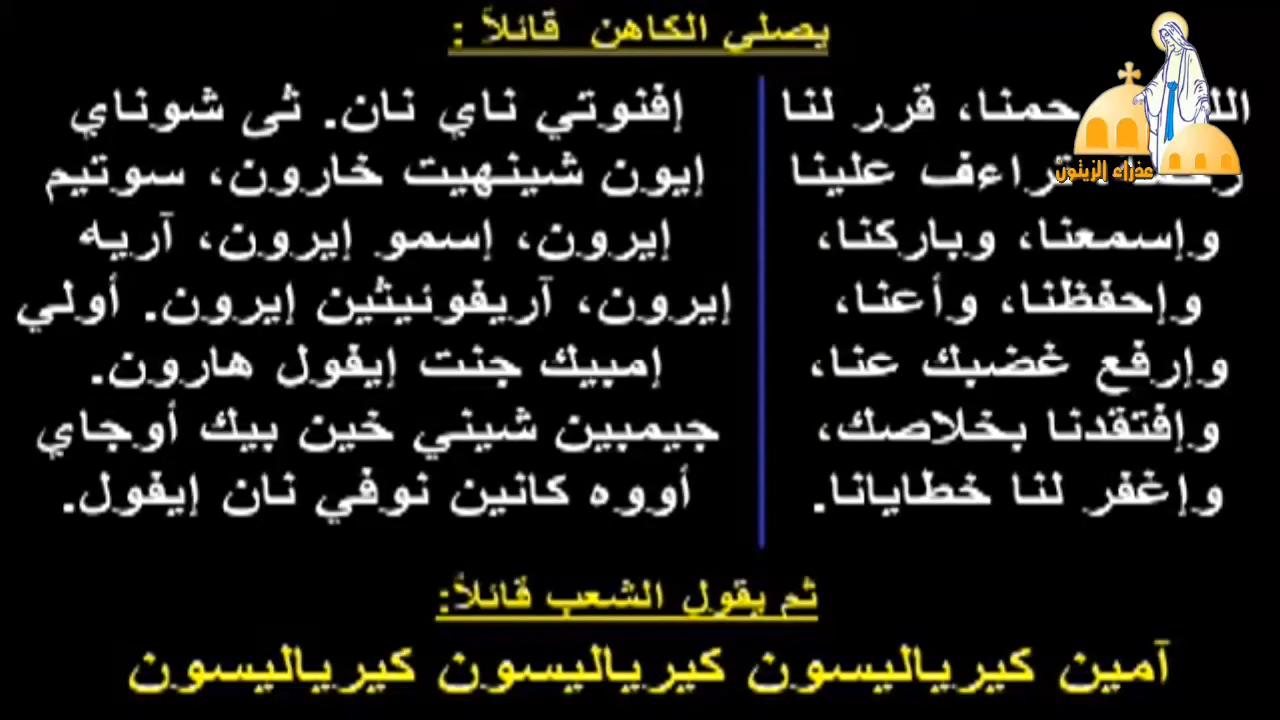 يصلي الكاهن قائلاً :
حمنا، قرر لنا
علينا
وإسمعنا، وباركنا،
وإحفظنا، وأعنا،
وإرفع غضبك عنا،
وإفتقدنا بخلاصك،
وإغفر لنا خطايانا.
إفنوتي ناي نان. ثى شوناي
إيون شينهيت خارون، سوتيم
إيرون، إسمو إيرون، آريه
إيرون، آريفوئيثين إيرون. أولي
إمبيك جنت إيفول هارون.
جيمبين شيني خين بيك أوجاي
أووه كانين نوفي نان إيفول.
ثم يقول الشعب قائلاً:
آمين كيرياليسون كيرياليسون كيرياليسون
عذراء الزيتون